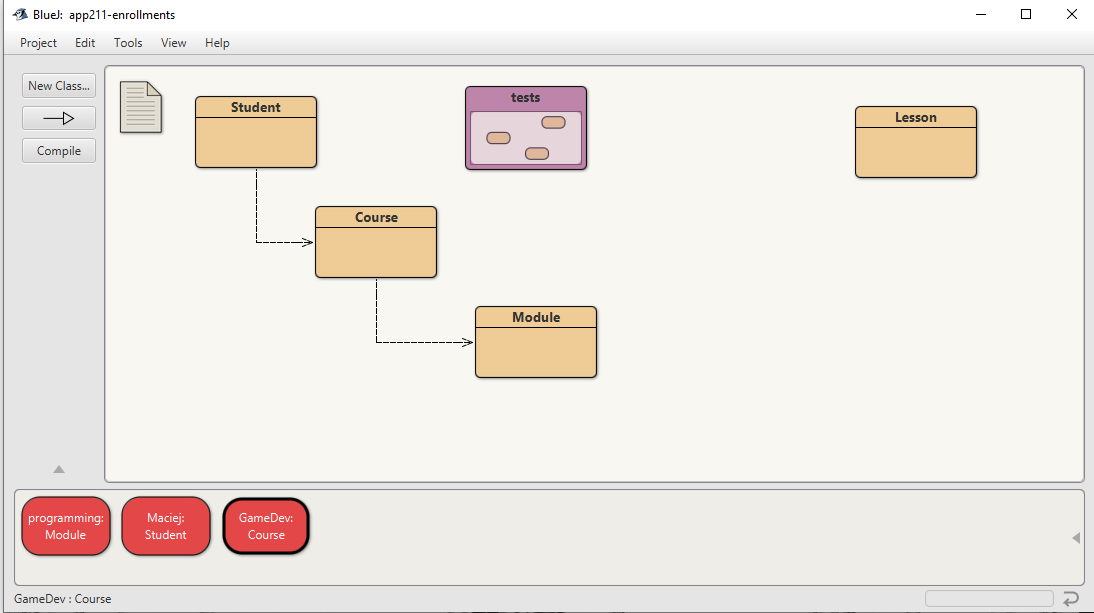 BlueJ: app211-enrollments
Project Edit Tools View Help
New Class...
Compile
Student
tests
Lesson
Course
Module
programming:
Module
Maciej:
Student
GameDev:
Course
GameDev : Course